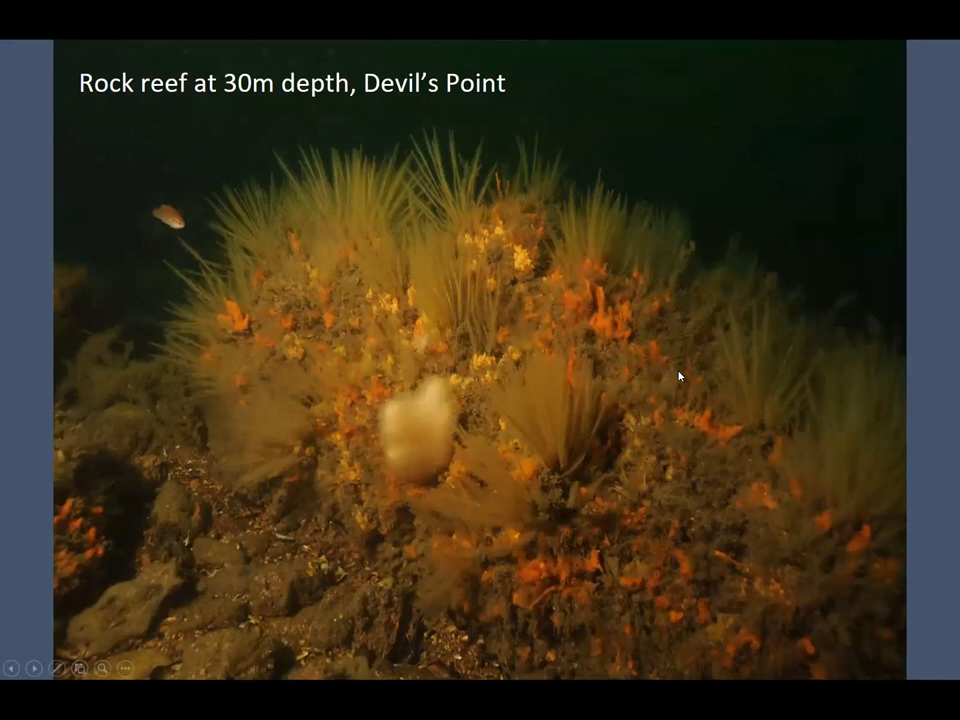 Rock reef at 30m depth, Devil’s Point